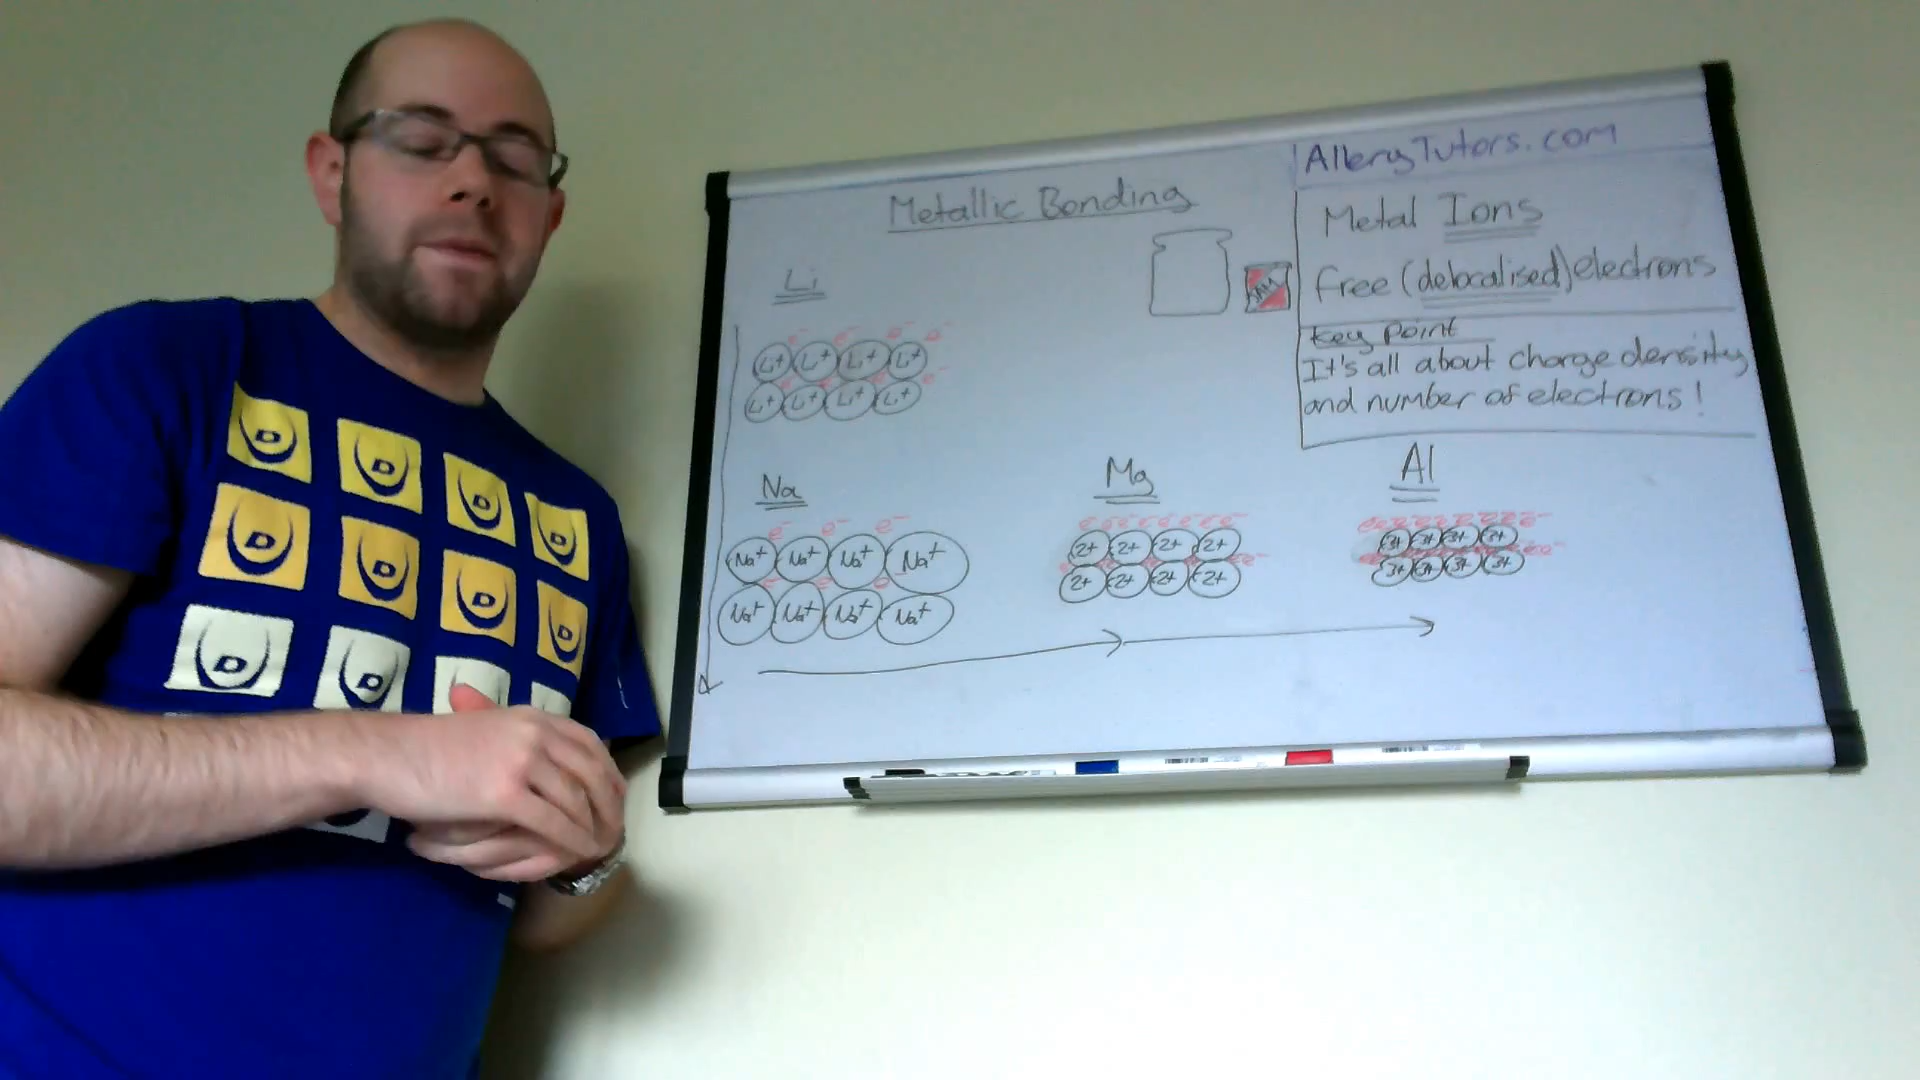 AlleryTutors.com
Metallic Bonding
Metal Ions
free (delocalised) electrons
JAM
Key Point
It's all about charge density
and number of electrons!
Li
e⁻ e⁻ e⁻ e⁻
Li⁺ Li⁺ Li⁺ Li⁺
e⁻
Li⁺ Li⁺ Li⁺ Li⁺
Na Mg Al
e⁻ e⁻ e⁻
Na⁺ Na⁺ Na⁺ Na⁺
Na⁺ Na⁺ Na⁺ Na⁺
2+ 2+ 2+ 2+
2+ 2+ 2+ 2+
3+ 3+ 3+ 3+
3+ 3+ 3+ 3+
D D D D
D D D D
D D